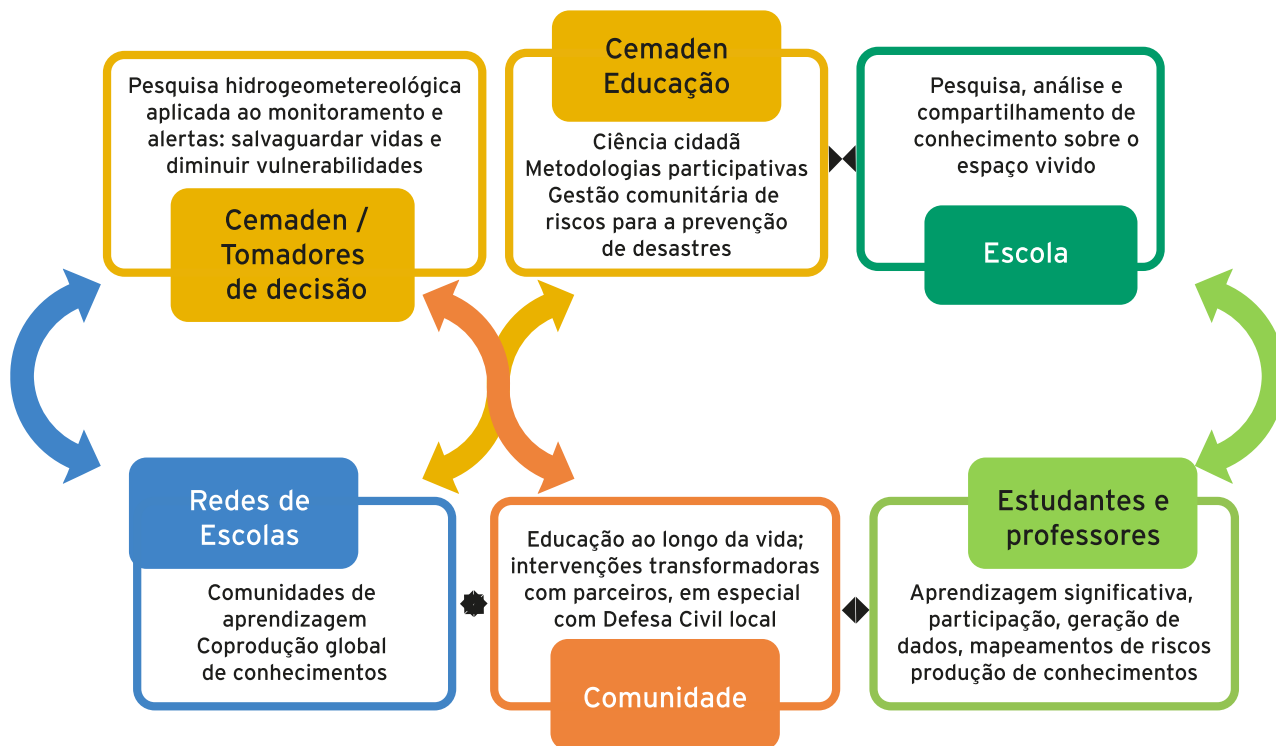 Pesquisa hidrogeometereológica
aplicada ao monitoramento e
alertas: salvaguardar vidas e
diminuir vulnerabilidades
Cemaden /
Tomadores
de decisão
Cemaden
Educação
Ciência cidadã
Metodologias participativas
Gestão comunitária de
riscos para a prevenção
de desastres
Pesquisa, análise e
compartilhamento de
conhecimento sobre o
espaço vivido
Escola
Redes de
Escolas
Comunidades de
aprendizagem
Coprodução global
de conhecimentos
Educação ao longo da vida;
intervenções transformadoras
com parceiros, em especial
com Defesa Civil local
Comunidade
Estudantes e
professores
Aprendizagem significativa,
participação, geração de
dados, mapeamentos de riscos
produção de conhecimentos